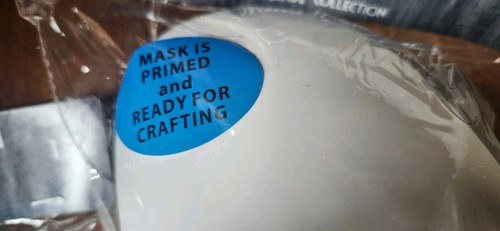 COLLECTION
MASK IS
PRIMED
and
READY FOR
CRAFTING